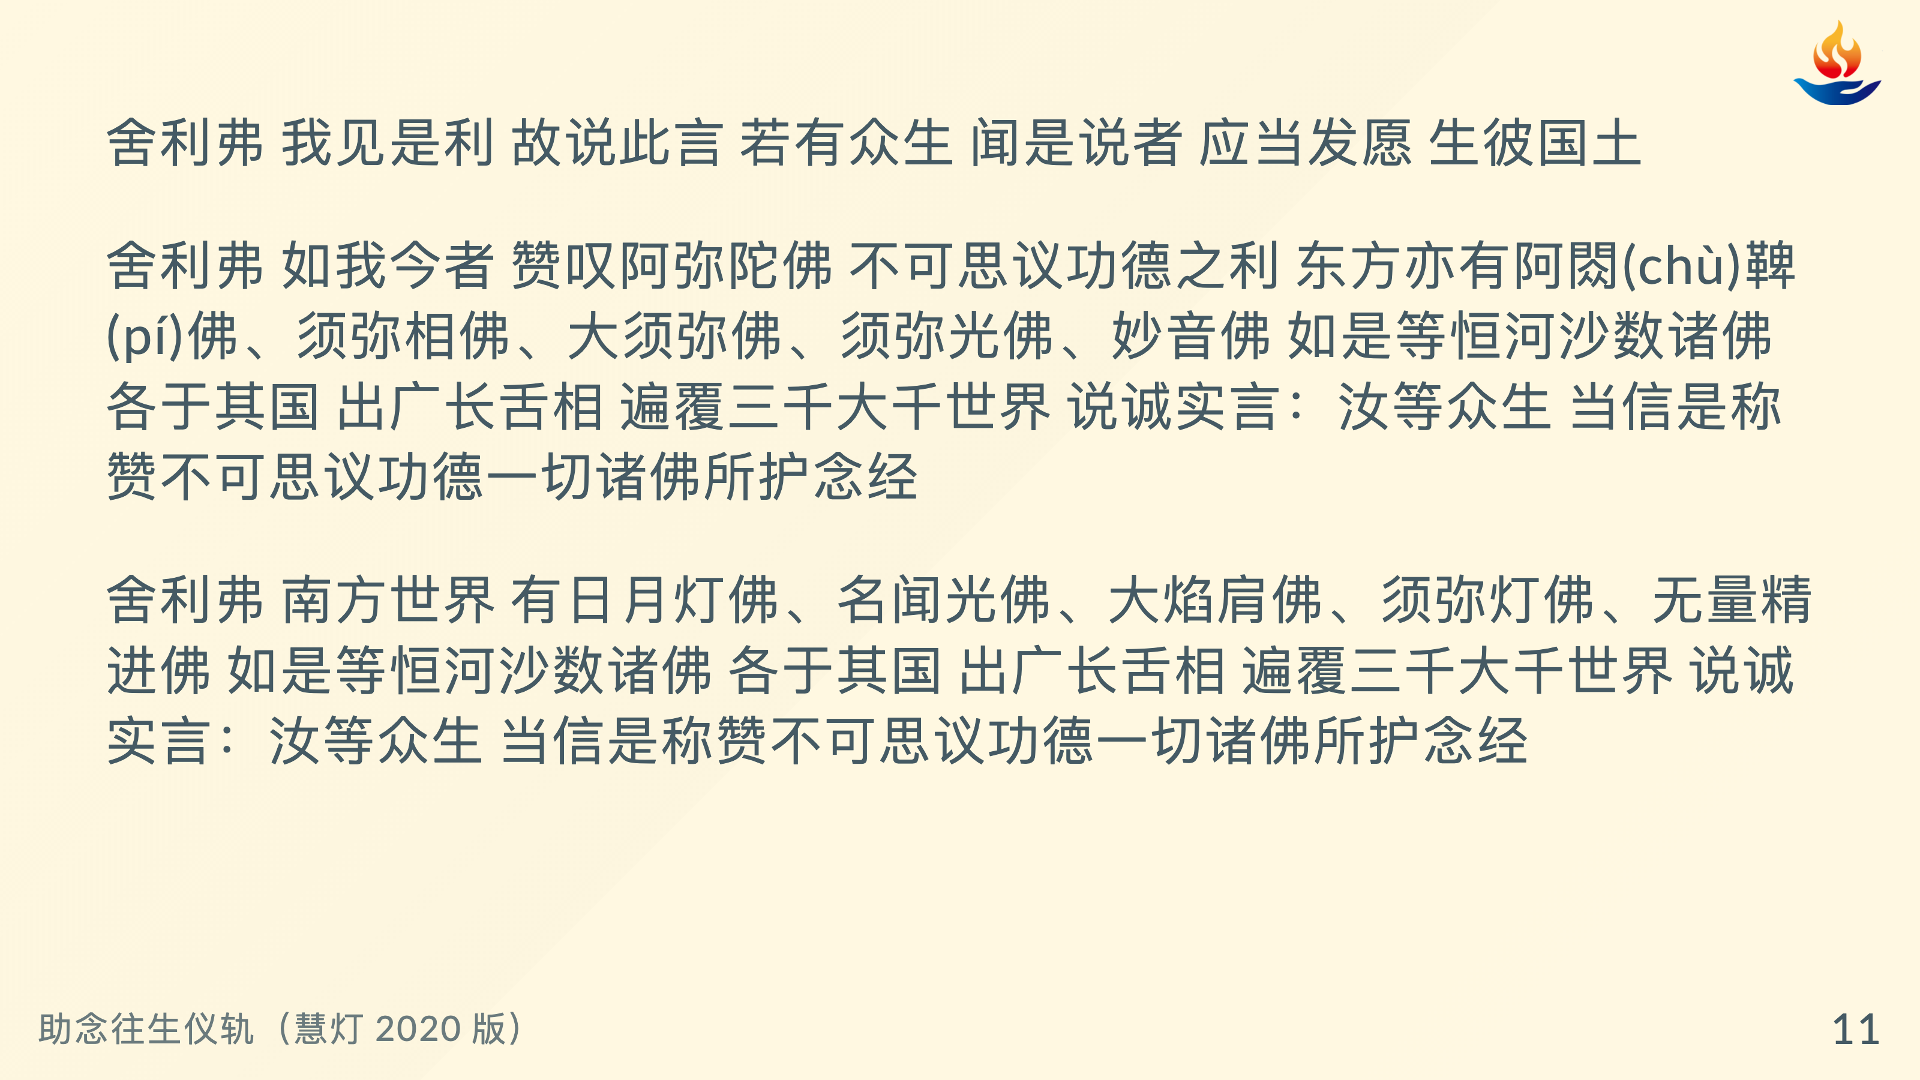 舍利弗 我见是利 故说此言 若有众生 闻是说者 应当发愿 生彼国土
舍利弗 如我今者 赞叹阿弥陀佛 不可思议功德之利 东方亦有阿閦(chù)鞞
(pí)佛、须弥相佛、大须弥佛、须弥光佛、妙音佛 如是等恒河沙数诸佛
各于其国 出广长舌相 遍覆三千大千世界 说诚实言：汝等众生 当信是称
赞不可思议功德一切诸佛所护念经
舍利弗 南方世界 有日月灯佛、名闻光佛、大焰肩佛、须弥灯佛、无量精
进佛 如是等恒河沙数诸佛 各于其国 出广长舌相 遍覆三千大千世界 说诚
实言：汝等众生 当信是称赞不可思议功德一切诸佛所护念经
助念往生仪轨（慧灯 2020 版）
11